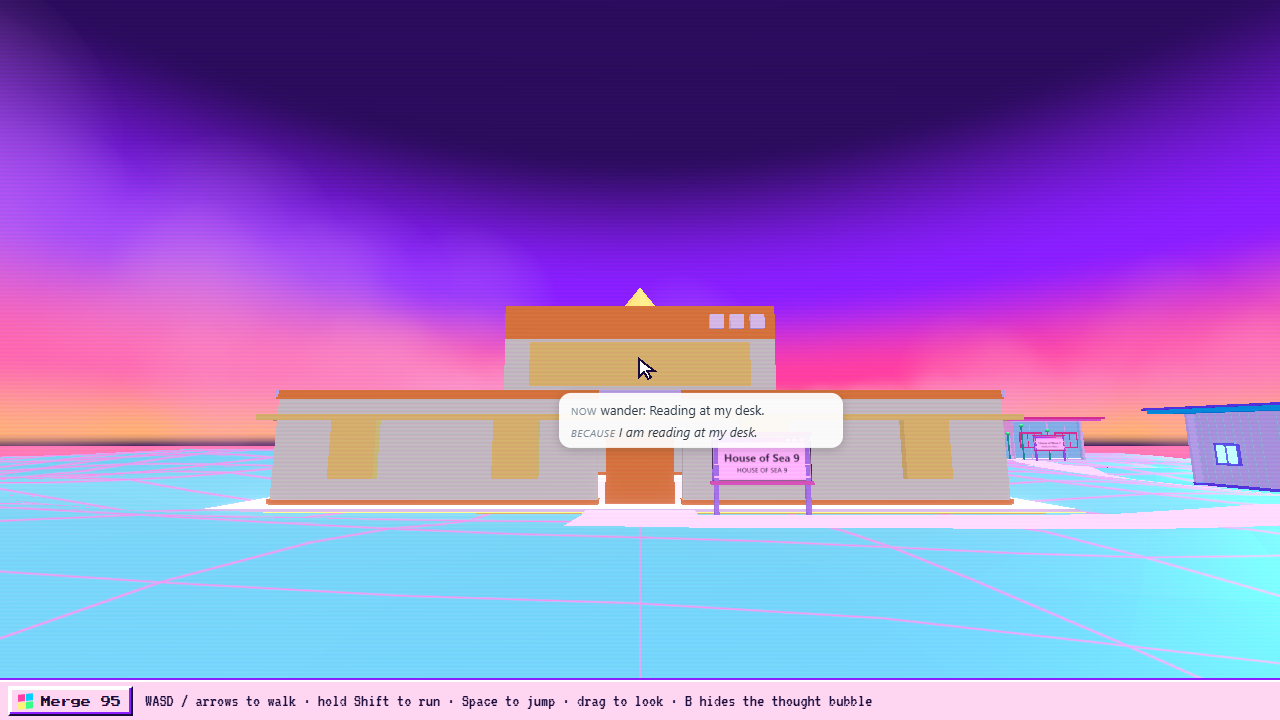 NOW wander: Reading at my desk.
BECAUSE I am reading at my desk.
House of Sea 9
HOUSE OF SEA 9
Merge 95
WASD / arrows to walk · hold Shift to run · Space to jump · drag to look · B hides the thought bubble